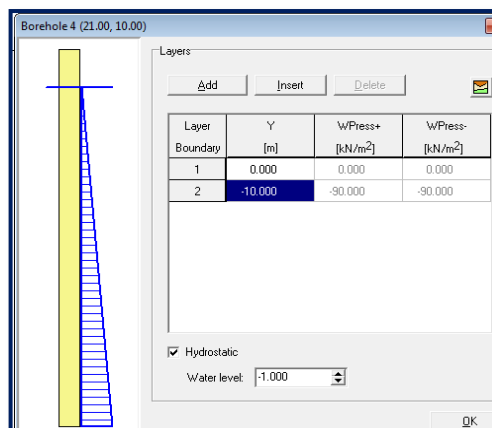 Borehole 4 (21.00, 10.00)
Layers
Add Insert Delete
Layer Boundary Y [m] WPress+ [kN/m²] WPress- [kN/m²]
1 0.000 0.000 0.000
2 -10.000 -90.000 -90.000
Hydrostatic
Water level: -1.000
OK